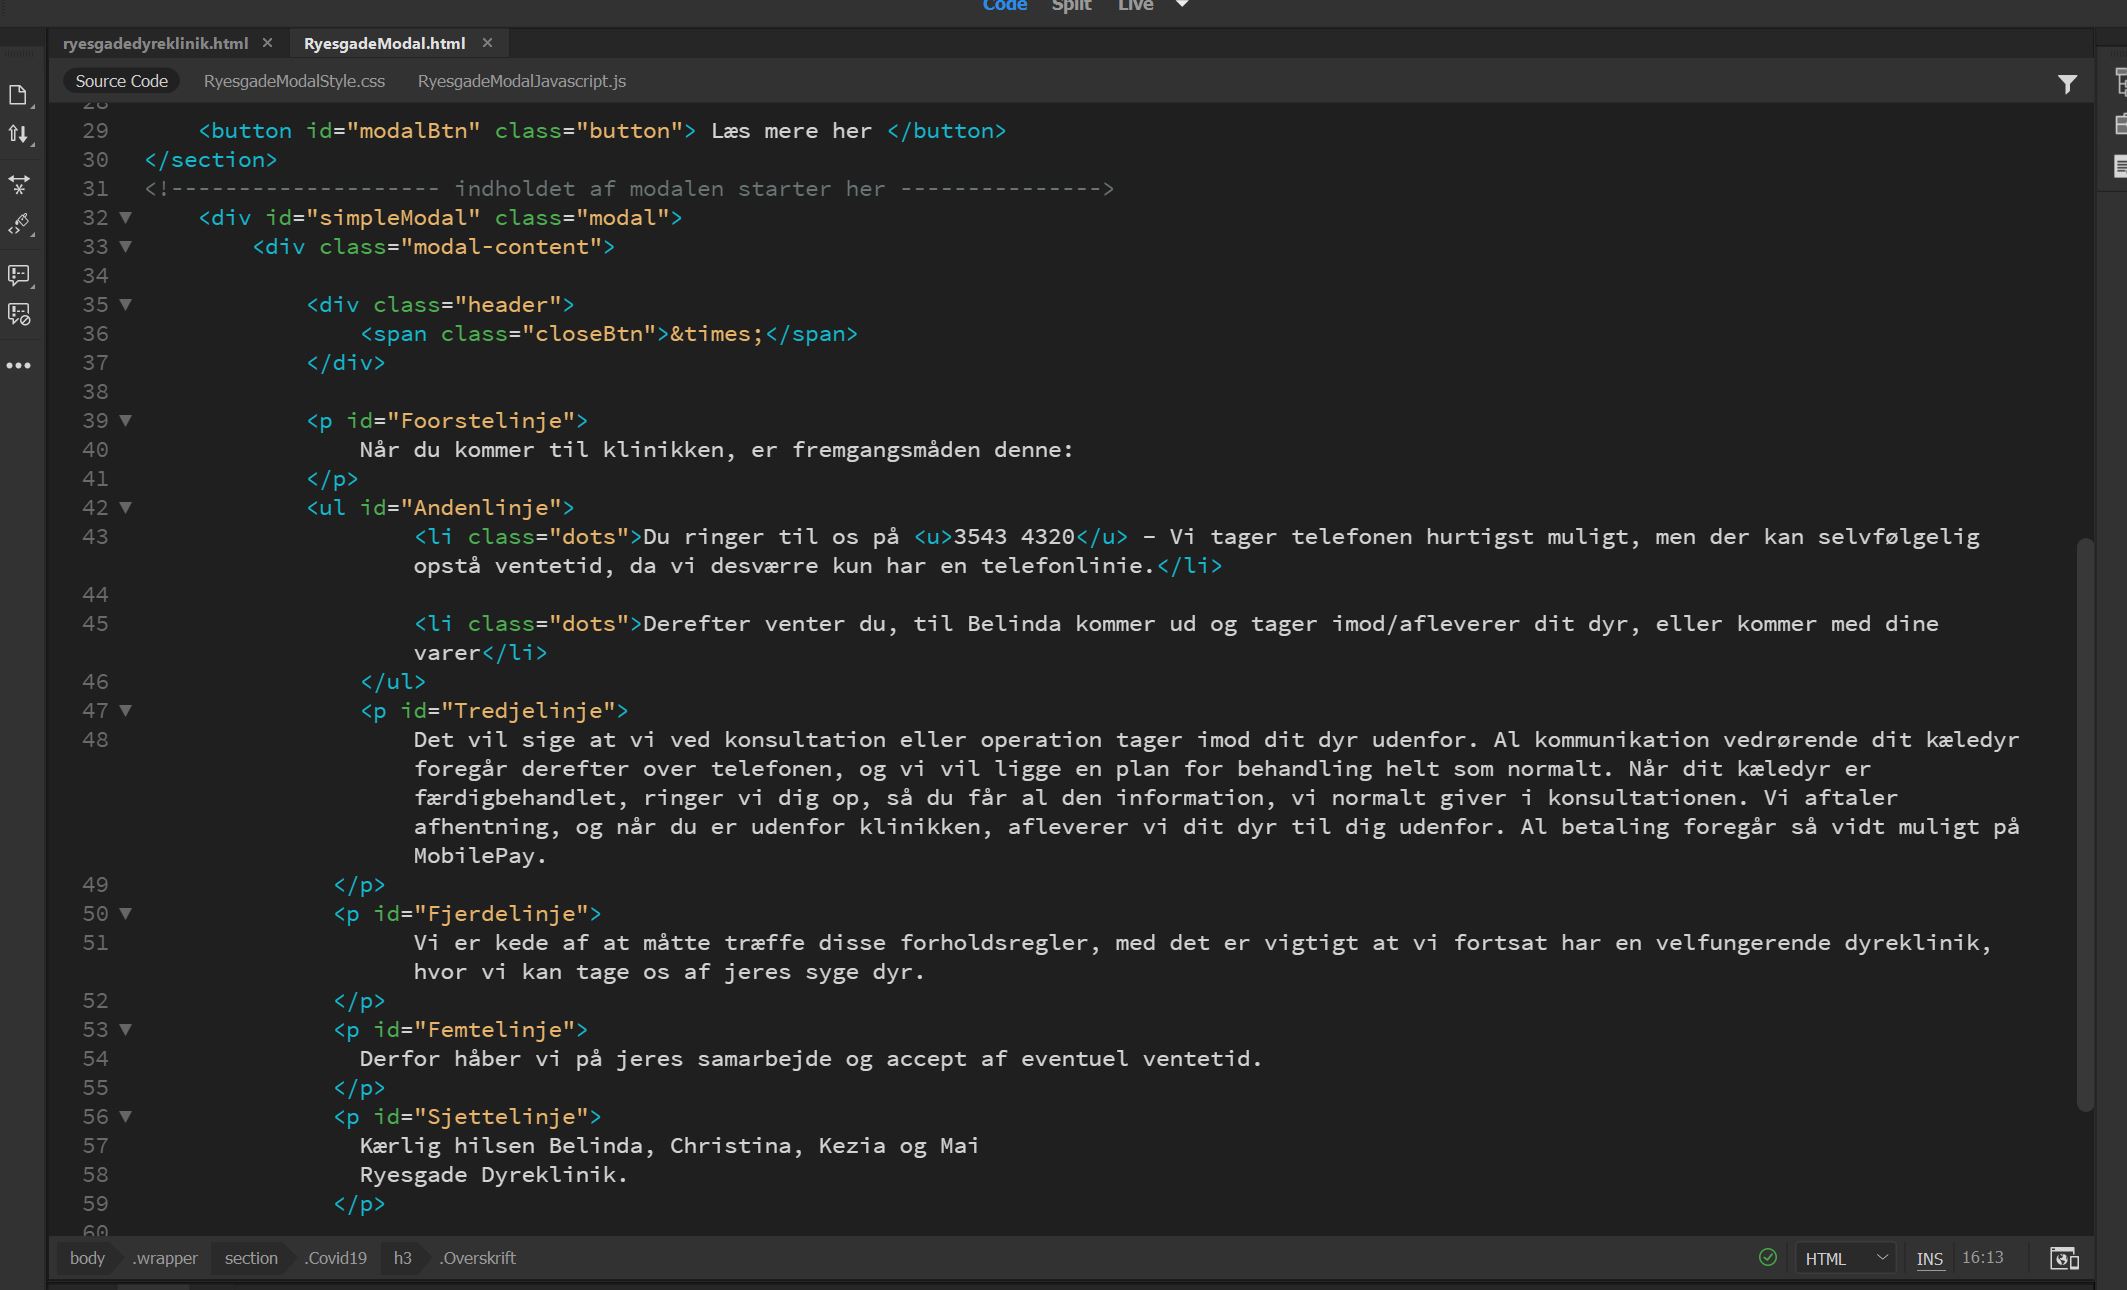 Code Split Live
ryesgadedyreklinik.html × RyesgadeModal.html ×
Source Code RyesgadeModalStyle.css RyesgadeModalJavascript.js
28
29 <button id="modalBtn" class="button"> Læs mere her </button>
30 </section>
31 <!-------------------- indholdet af modalen starter her --------------->
32 <div id="simpleModal" class="modal">
33 <div class="modal-content">
34
35 <div class="header">
36 <span class="closeBtn">&times;</span>
37 </div>
38
39 <p id="Foorstelinje">
40 Når du kommer til klinikken, er fremgangsmåden denne:
41 </p>
42 <ul id="Andenlinje">
43 <li class="dots">Du ringer til os på <u>3543 4320</u> – Vi tager telefonen hurtigst muligt, men der kan selvfølgelig
opstå ventetid, da vi desværre kun har en telefonlinie.</li>
44
45 <li class="dots">Derefter venter du, til Belinda kommer ud og tager imod/afleverer dit dyr, eller kommer med dine
varer</li>
46 </ul>
47 <p id="Tredjelinje">
48 Det vil sige at vi ved konsultation eller operation tager imod dit dyr udenfor. Al kommunikation vedrørende dit kæledyr
foregår derefter over telefonen, og vi vil ligge en plan for behandling helt som normalt. Når dit kæledyr er
færdigbehandlet, ringer vi dig op, så du får al den information, vi normalt giver i konsultationen. Vi aftaler
afhentning, og når du er udenfor klinikken, afleverer vi dit dyr til dig udenfor. Al betaling foregår så vidt muligt på
MobilePay.
49 </p>
50 <p id="Fjerdelinje">
51 Vi er kede af at måtte træffe disse forholdsregler, med det er vigtigt at vi fortsat har en velfungerende dyreklinik,
hvor vi kan tage os af jeres syge dyr.
52 </p>
53 <p id="Femtelinje">
54 Derfor håber vi på jeres samarbejde og accept af eventuel ventetid.
55 </p>
56 <p id="Sjettelinje">
57 Kærlig hilsen Belinda, Christina, Kezia og Mai
58 Ryesgade Dyreklinik.
59 </p>
60
body .wrapper section .Covid19 h3 .Overskrift HTML INS 16:13